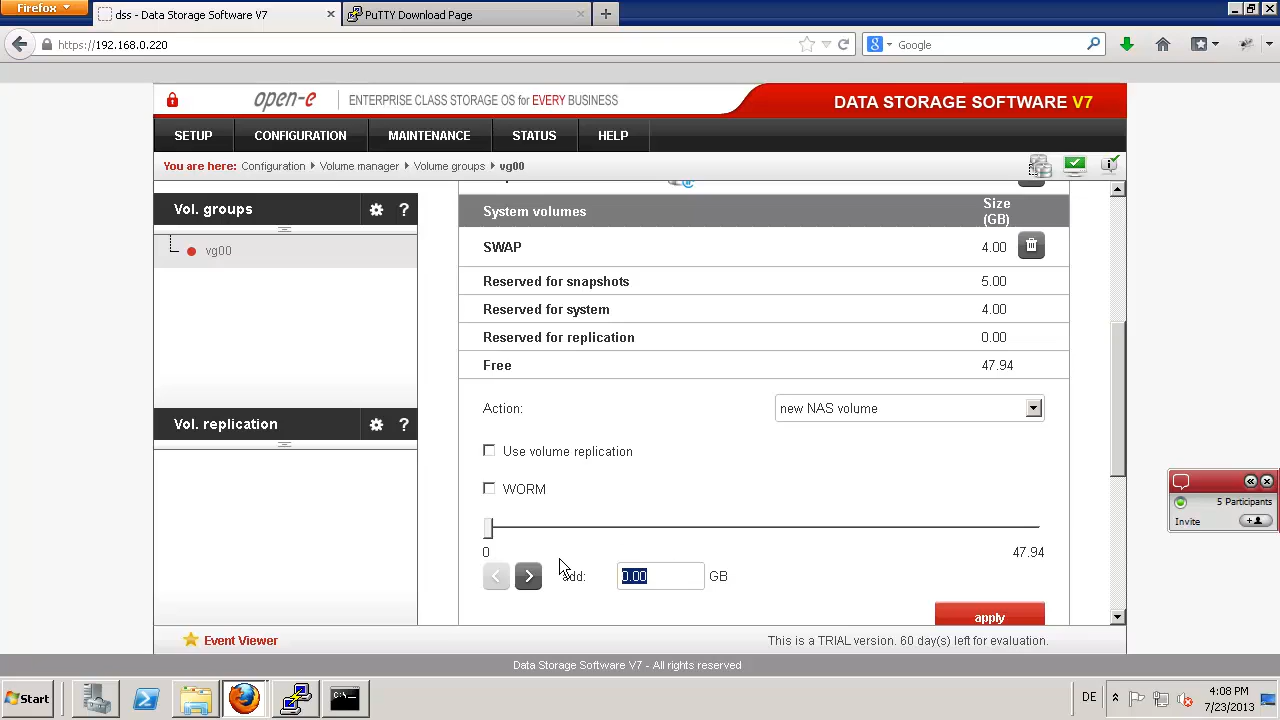 Firefox
dss - Data Storage Software V7
PuTTY Download Page
https://192.168.0.220
Google
open-e
ENTERPRISE CLASS STORAGE OS for EVERY BUSINESS
DATA STORAGE SOFTWARE V7
SETUP
CONFIGURATION
MAINTENANCE
STATUS
HELP
You are here: Configuration Volume manager Volume groups vg00
Vol. groups
?
vg00
Vol. replication
?
System volumes
Size
(GB)
SWAP 4.00
Reserved for snapshots 5.00
Reserved for system 4.00
Reserved for replication 0.00
Free 47.94
Action: new NAS volume
Use volume replication
WORM
0 47.94
add: 0.00 GB
apply
5 Participants
Invite
Event Viewer
This is a TRIAL version. 60 day(s) left for evaluation.
Data Storage Software V7 - All rights reserved
Start
DE
4:08 PM
7/23/2013